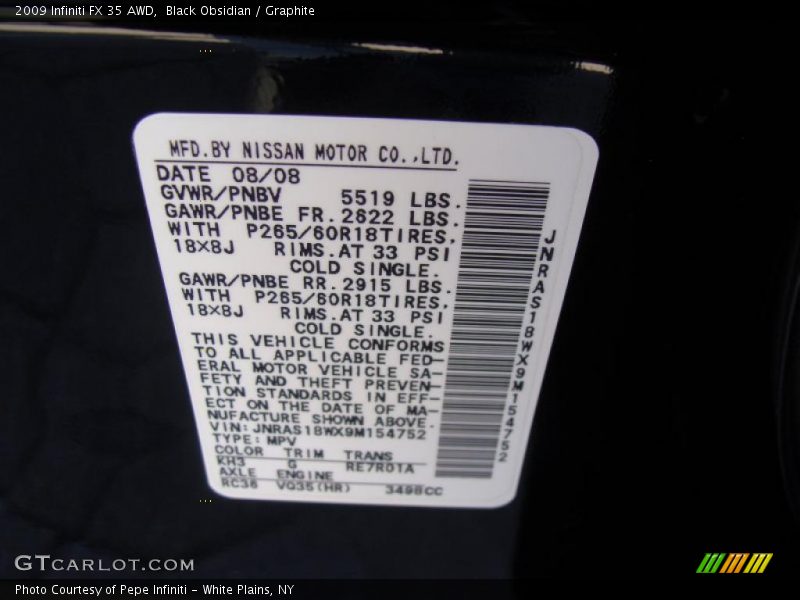 2009 Infiniti FX 35 AWD, Black Obsidian / Graphite
MFD.BY NISSAN MOTOR CO.,LTD.
DATE 08/08
GVWR/PNBV 5519 LBS.
GAWR/PNBE FR. 2622 LBS.
WITH P265/60R18TIRES,
18X8J RIMS.AT 33 PSI
COLD SINGLE.
GAWR/PNBE RR. 2915 LBS.
WITH P265/60R18TIRES,
18X8J RIMS.AT 33 PSI
COLD SINGLE.
THIS VEHICLE CONFORMS
TO ALL APPLICABLE FED-
ERAL MOTOR VEHICLE SA-
FETY AND THEFT PREVEN-
TION STANDARDS IN EFF-
ECT ON THE DATE OF MA-
NUFACTURE SHOWN ABOVE.
VIN: JNRAS18WX9M154752
TYPE: MPV
COLOR TRIM TRANS
KH3 G RE7R01A
AXLE ENGINE
RC36 VQ35(HR) 3498CC
JNRAS18WX9M154752
GTCARLOT.COM
Photo Courtesy of Pepe Infiniti - White Plains, NY